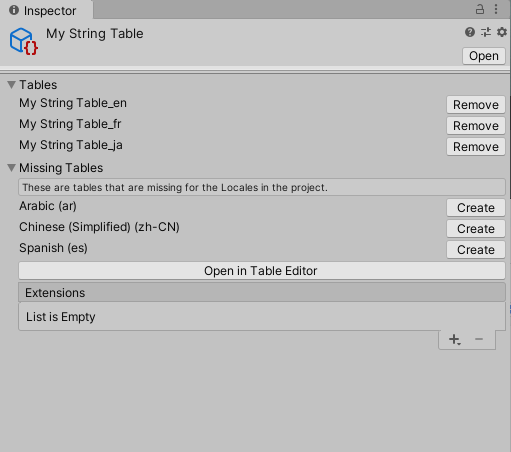 Inspector
My String Table
Open
Tables
My String Table_en Remove
My String Table_fr Remove
My String Table_ja Remove
Missing Tables
These are tables that are missing for the Locales in the project.
Arabic (ar) Create
Chinese (Simplified) (zh-CN) Create
Spanish (es) Create
Open in Table Editor
Extensions
List is Empty